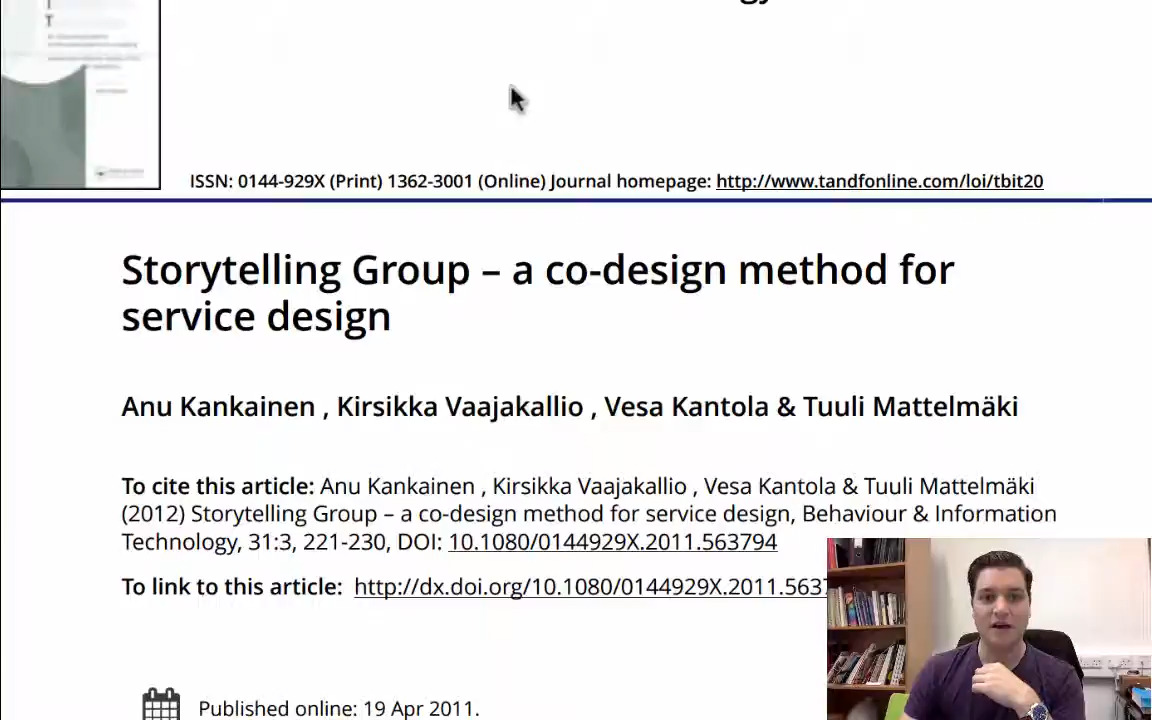 ISSN: 0144-929X (Print) 1362-3001 (Online) Journal homepage: http://www.tandfonline.com/loi/tbit20
Storytelling Group – a co-design method for
service design
Anu Kankainen , Kirsikka Vaajakallio , Vesa Kantola & Tuuli Mattelmäki
To cite this article: Anu Kankainen , Kirsikka Vaajakallio , Vesa Kantola & Tuuli Mattelmäki
(2012) Storytelling Group – a co-design method for service design, Behaviour & Information
Technology, 31:3, 221-230, DOI: 10.1080/0144929X.2011.563794
To link to this article: http://dx.doi.org/10.1080/0144929X.2011.5637
Published online: 19 Apr 2011.